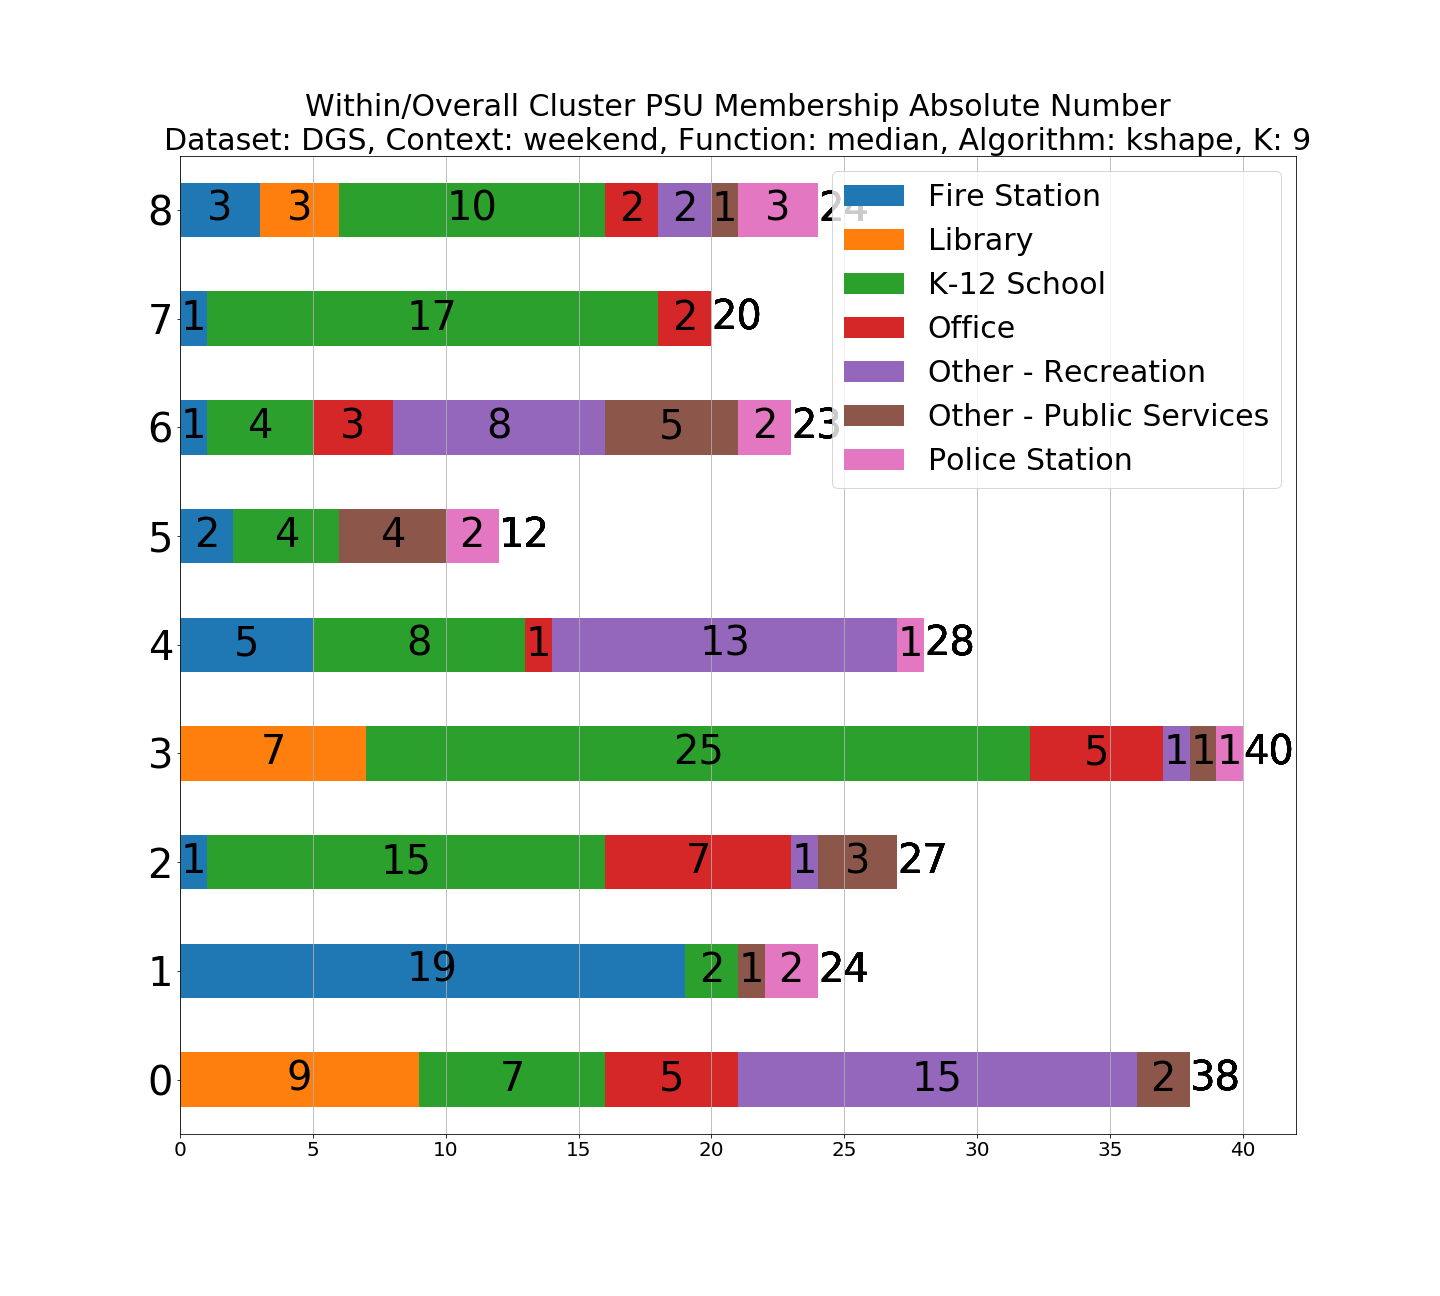 Within/Overall Cluster PSU Membership Absolute Number
Dataset: DGS, Context: weekend, Function: median, Algorithm: kshape, K: 9
8 3 3 10 2 2 1 3 24
7 1 17 2 20
6 1 4 3 8 5 2 23
5 2 4 4 2 12
4 5 8 1 13 1 28
3 7 25 5 1 1 1 40
2 1 15 7 1 3 27
1 19 2 1 2 24
0 9 7 5 15 2 38
0 5 10 15 20 25 30 35 40
Fire Station
Library
K-12 School
Office
Other - Recreation
Other - Public Services
Police Station